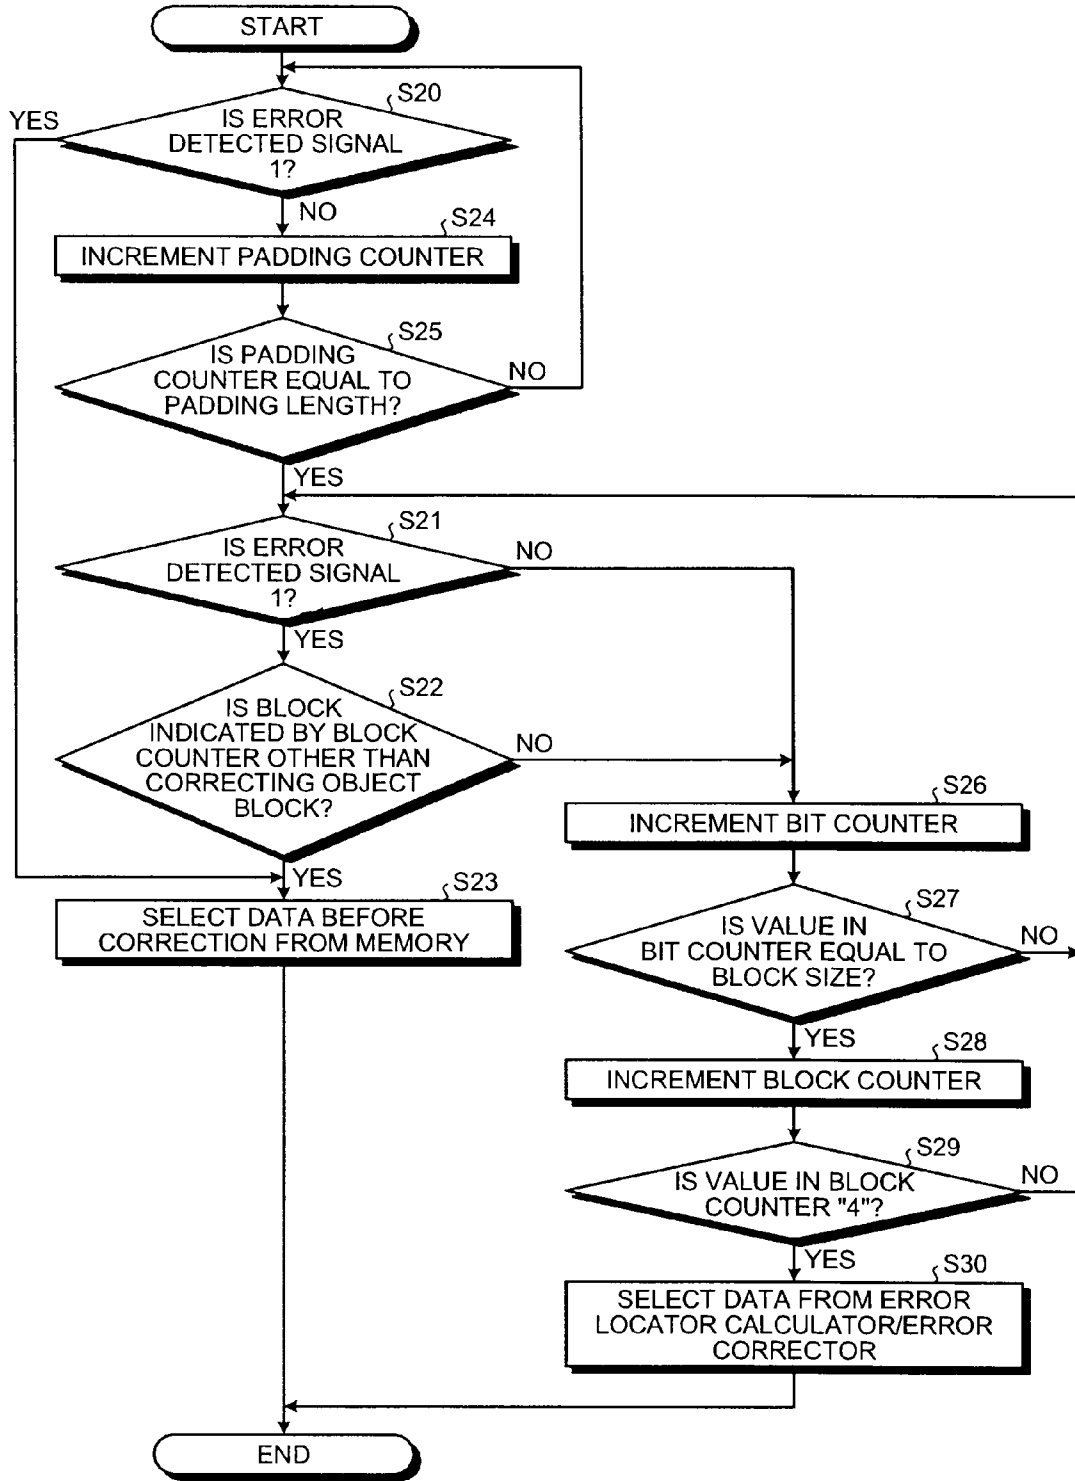 START
S20
YES
IS ERROR
DETECTED SIGNAL
1?
NO
S24
INCREMENT PADDING COUNTER
S25
IS PADDING
COUNTER EQUAL TO
PADDING LENGTH?
NO
YES
S21
IS ERROR
DETECTED SIGNAL
1?
NO
YES
S22
IS BLOCK
INDICATED BY BLOCK
COUNTER OTHER THAN
CORRECTING OBJECT
BLOCK?
NO
YES
S23
SELECT DATA BEFORE
CORRECTION FROM MEMORY
S26
INCREMENT BIT COUNTER
S27
IS VALUE IN
BIT COUNTER EQUAL TO
BLOCK SIZE?
NO
YES
S28
INCREMENT BLOCK COUNTER
S29
IS VALUE IN BLOCK
COUNTER "4"?
NO
YES
S30
SELECT DATA FROM ERROR
LOCATOR CALCULATOR/ERROR
CORRECTOR
END